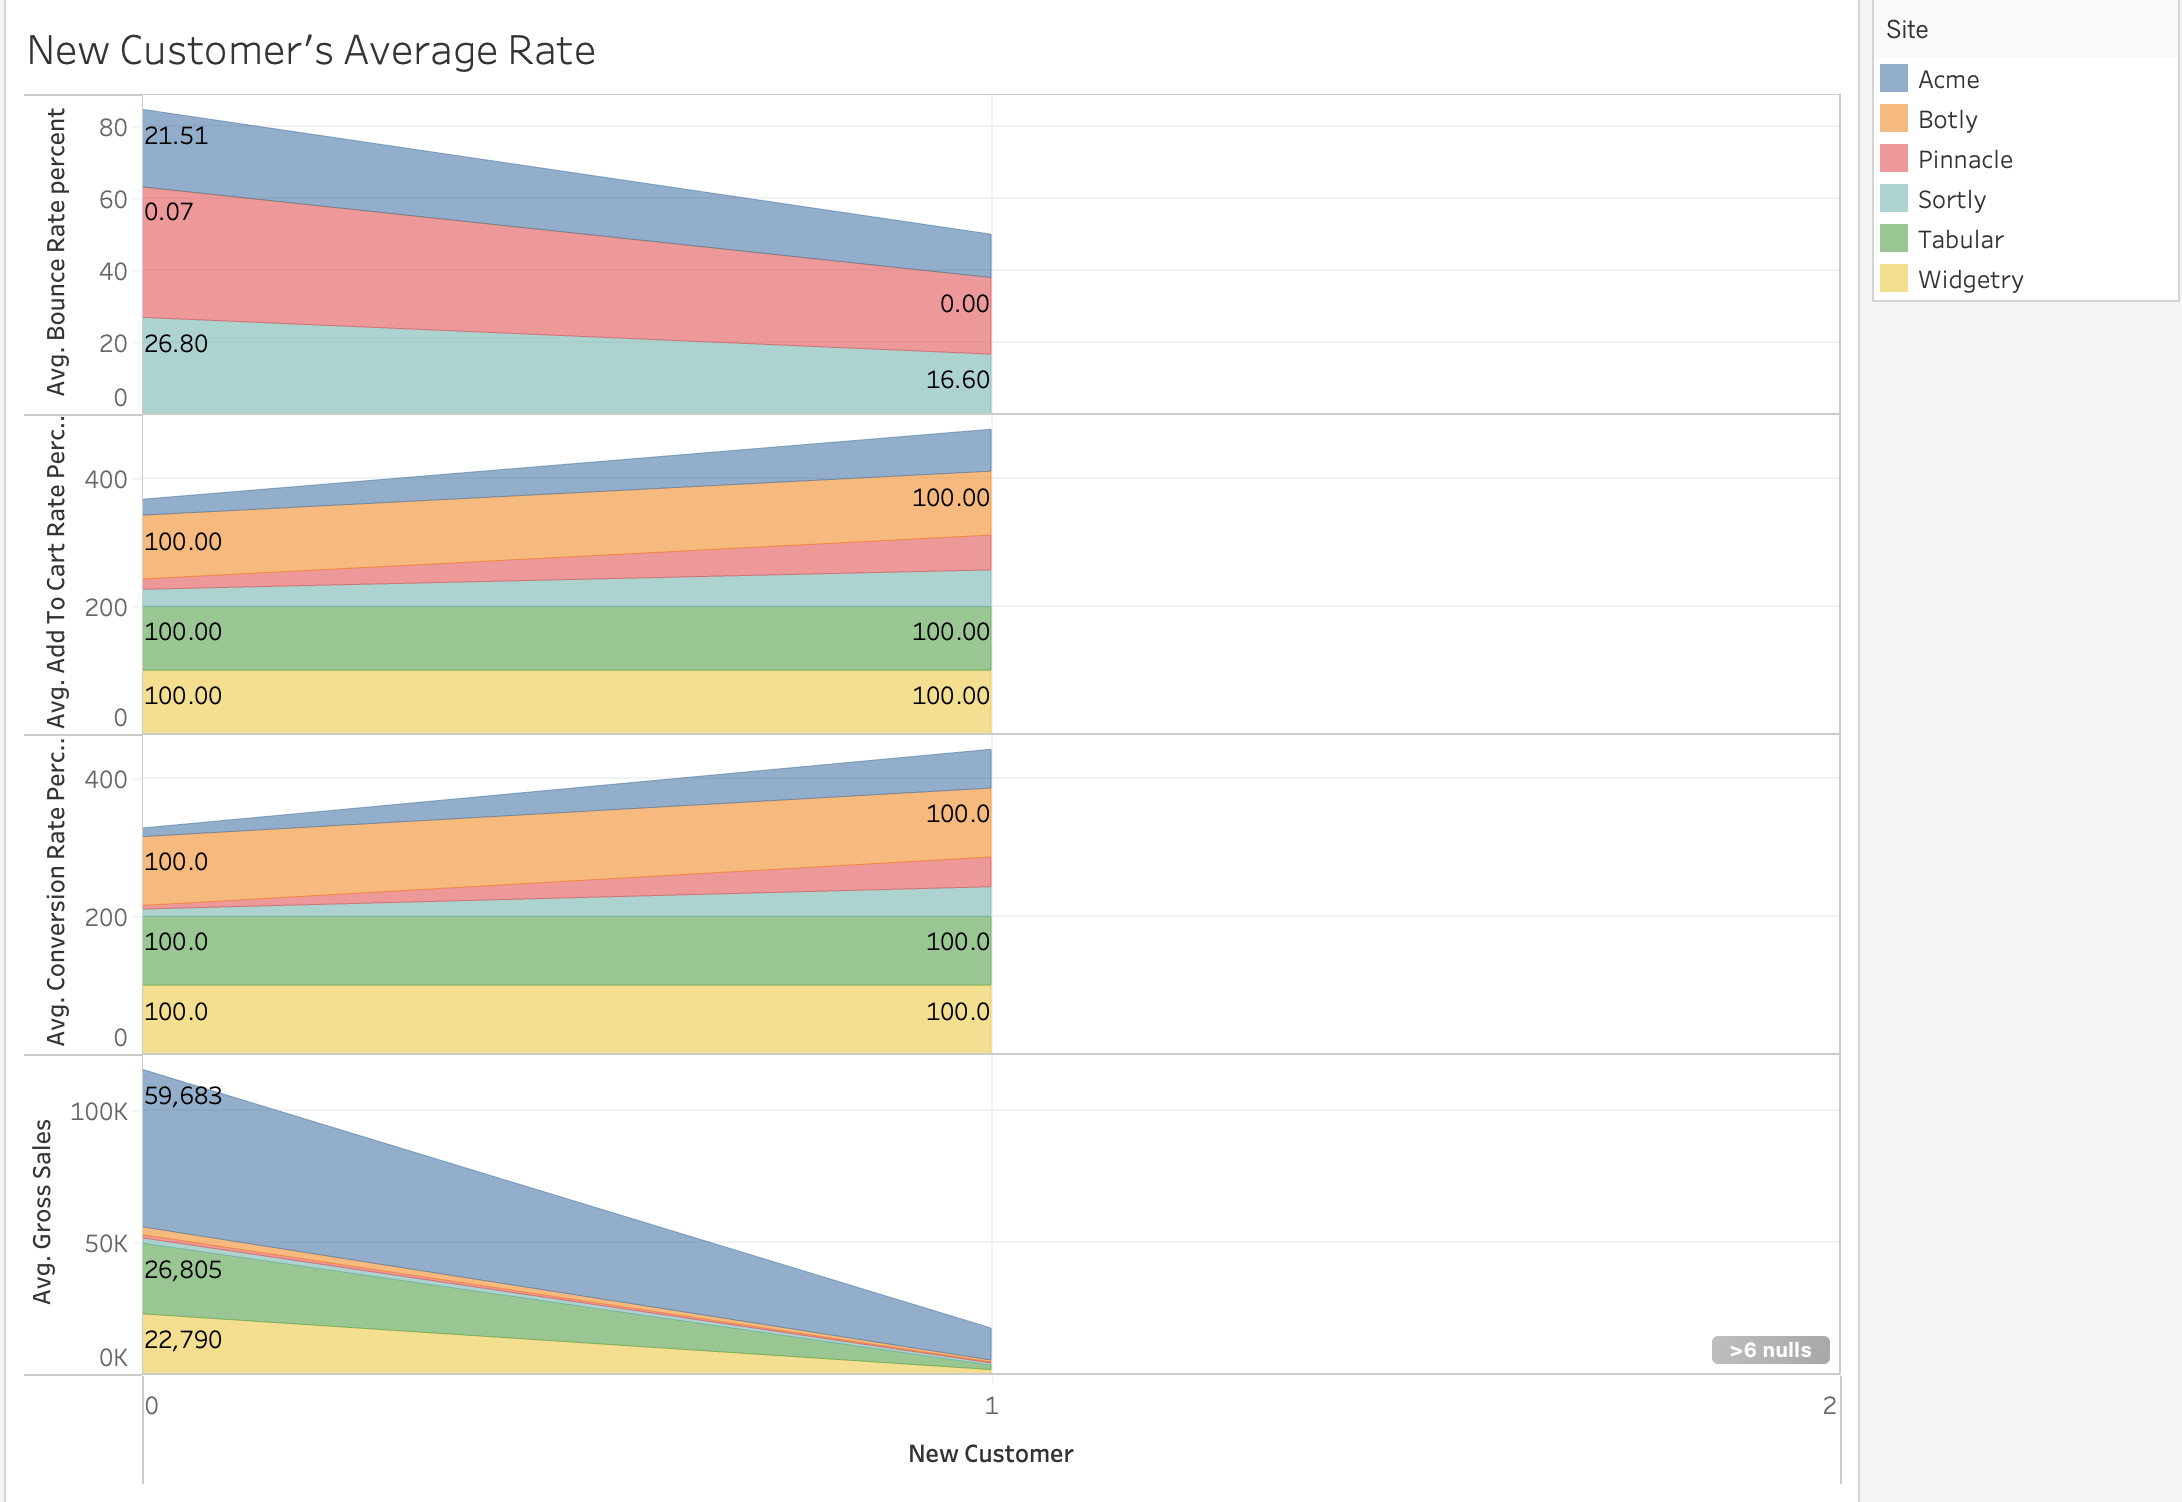 New Customer's Average Rate
Site
Acme
Botly
Pinnacle
Sortly
Tabular
Widgetry
Avg. Bounce Rate percent
80
60
40
20
0
21.51
0.07
26.80
0.00
16.60
Avg. Add To Cart Rate Perc..
400
200
0
100.00
100.00
100.00
100.00
100.00
100.00
Avg. Conversion Rate Perc..
400
200
0
100.0
100.0
100.0
100.0
100.0
100.0
Avg. Gross Sales
100K
50K
0K
59,683
26,805
22,790
>6 nulls
0 1 2
New Customer